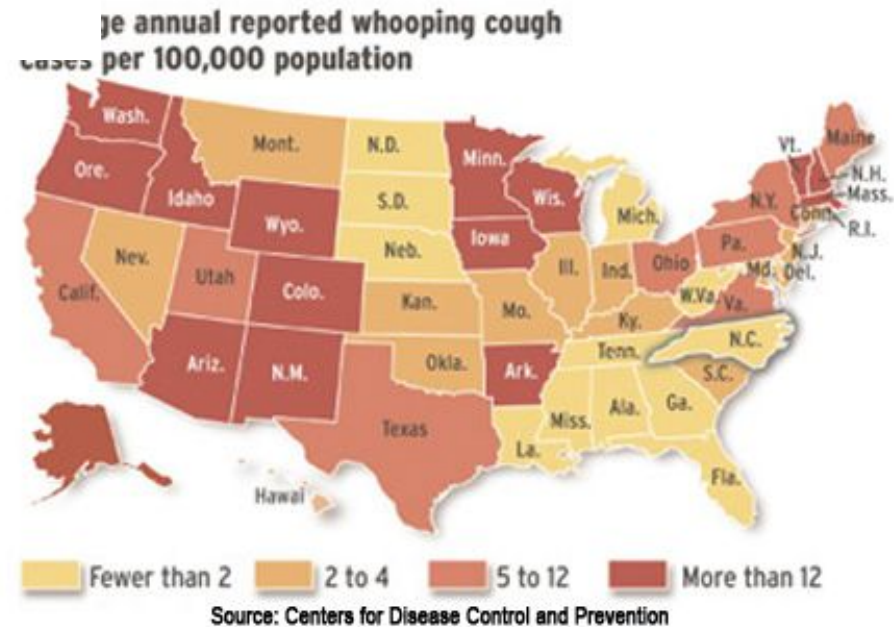 ge annual reported whooping cough
cases per 100,000 population
Wash.
Mont.
N.D.
Minn.
Vt.
Maine
Ore.
Idaho
S.D.
Wis.
N.H.
Mass.
Wyo.
Mich.
N.Y.
Conn.
R.I.
Iowa
Nev.
Neb.
Pa.
N.J.
Utah
Ill.
Ind.
Ohio
Md.
Del.
Calif.
Colo.
Kan.
Mo.
W.Va.
Va.
Ky.
N.C.
Ariz.
N.M.
Okla.
Ark.
Tenn.
S.C.
Texas
Miss.
Ala.
Ga.
La.
Fla.
Hawai
Fewer than 2
2 to 4
5 to 12
More than 12
Source: Centers for Disease Control and Prevention